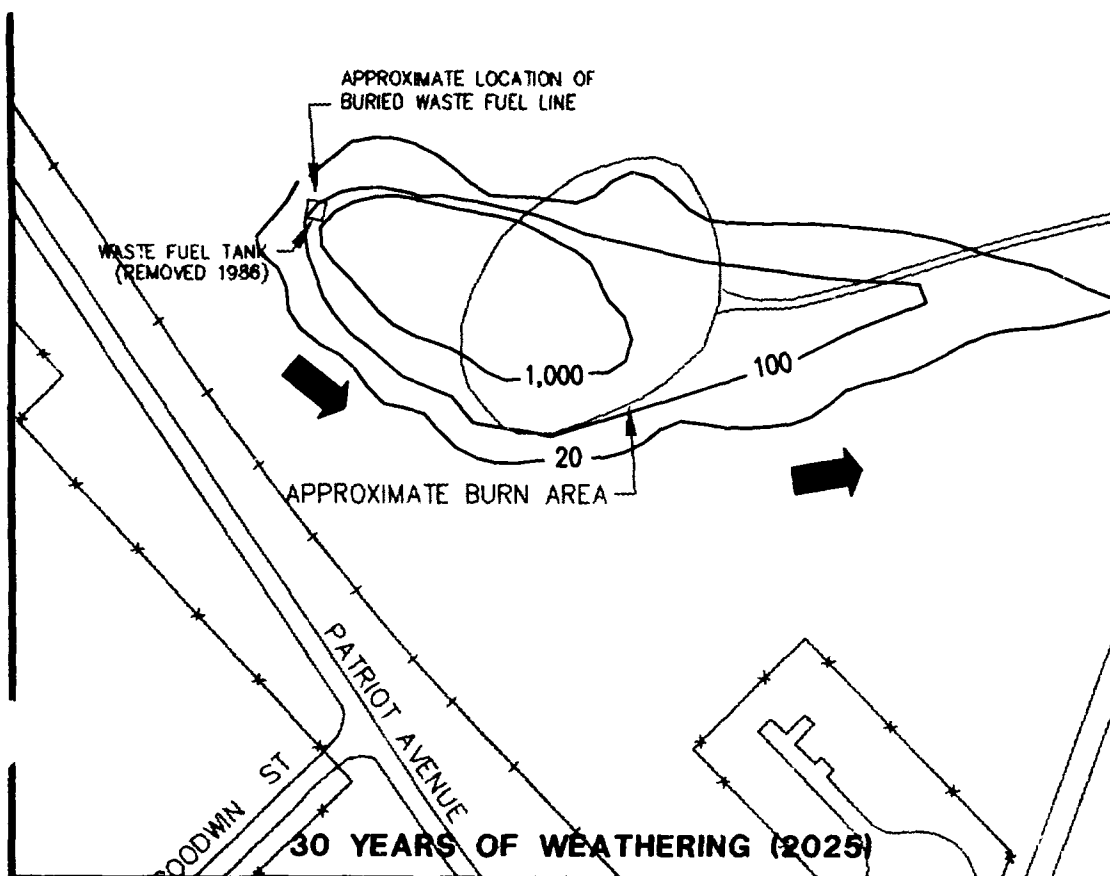 APPROXIMATE LOCATION OF
BURIED WASTE FUEL LINE
WASTE FUEL TANK
(REMOVED 1986)
1,000
100
20
APPROXIMATE BURN AREA
PATRIOT AVENUE
GOODWIN ST
30 YEARS OF WEATHERING (2025)